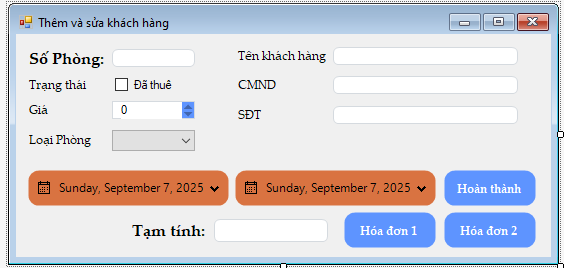 Thêm và sửa khách hàng
Số Phòng:
Tên khách hàng
Trạng thái
Đã thuê
CMND
Giá
0
SĐT
Loại Phòng
Sunday, September 7, 2025
Sunday, September 7, 2025
Hoàn thành
Tạm tính:
Hóa đơn 1
Hóa đơn 2